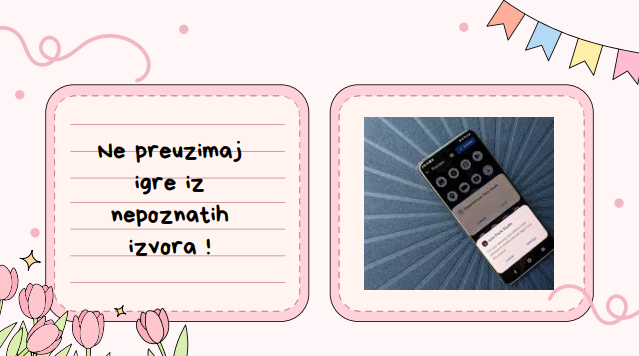 Ne preuzimaj
igre iz
nepoznatih
izvora !